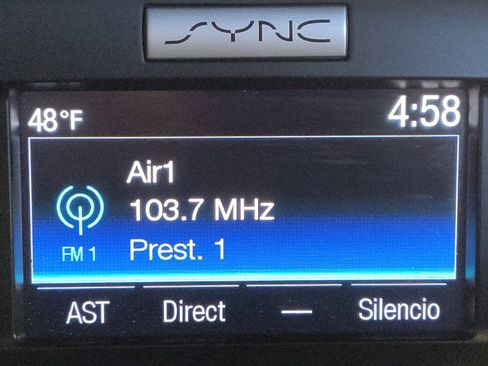 SYNC
48°F 4:58
Air1
103.7 MHz
FM 1 Prest. 1
AST Direct — Silencio